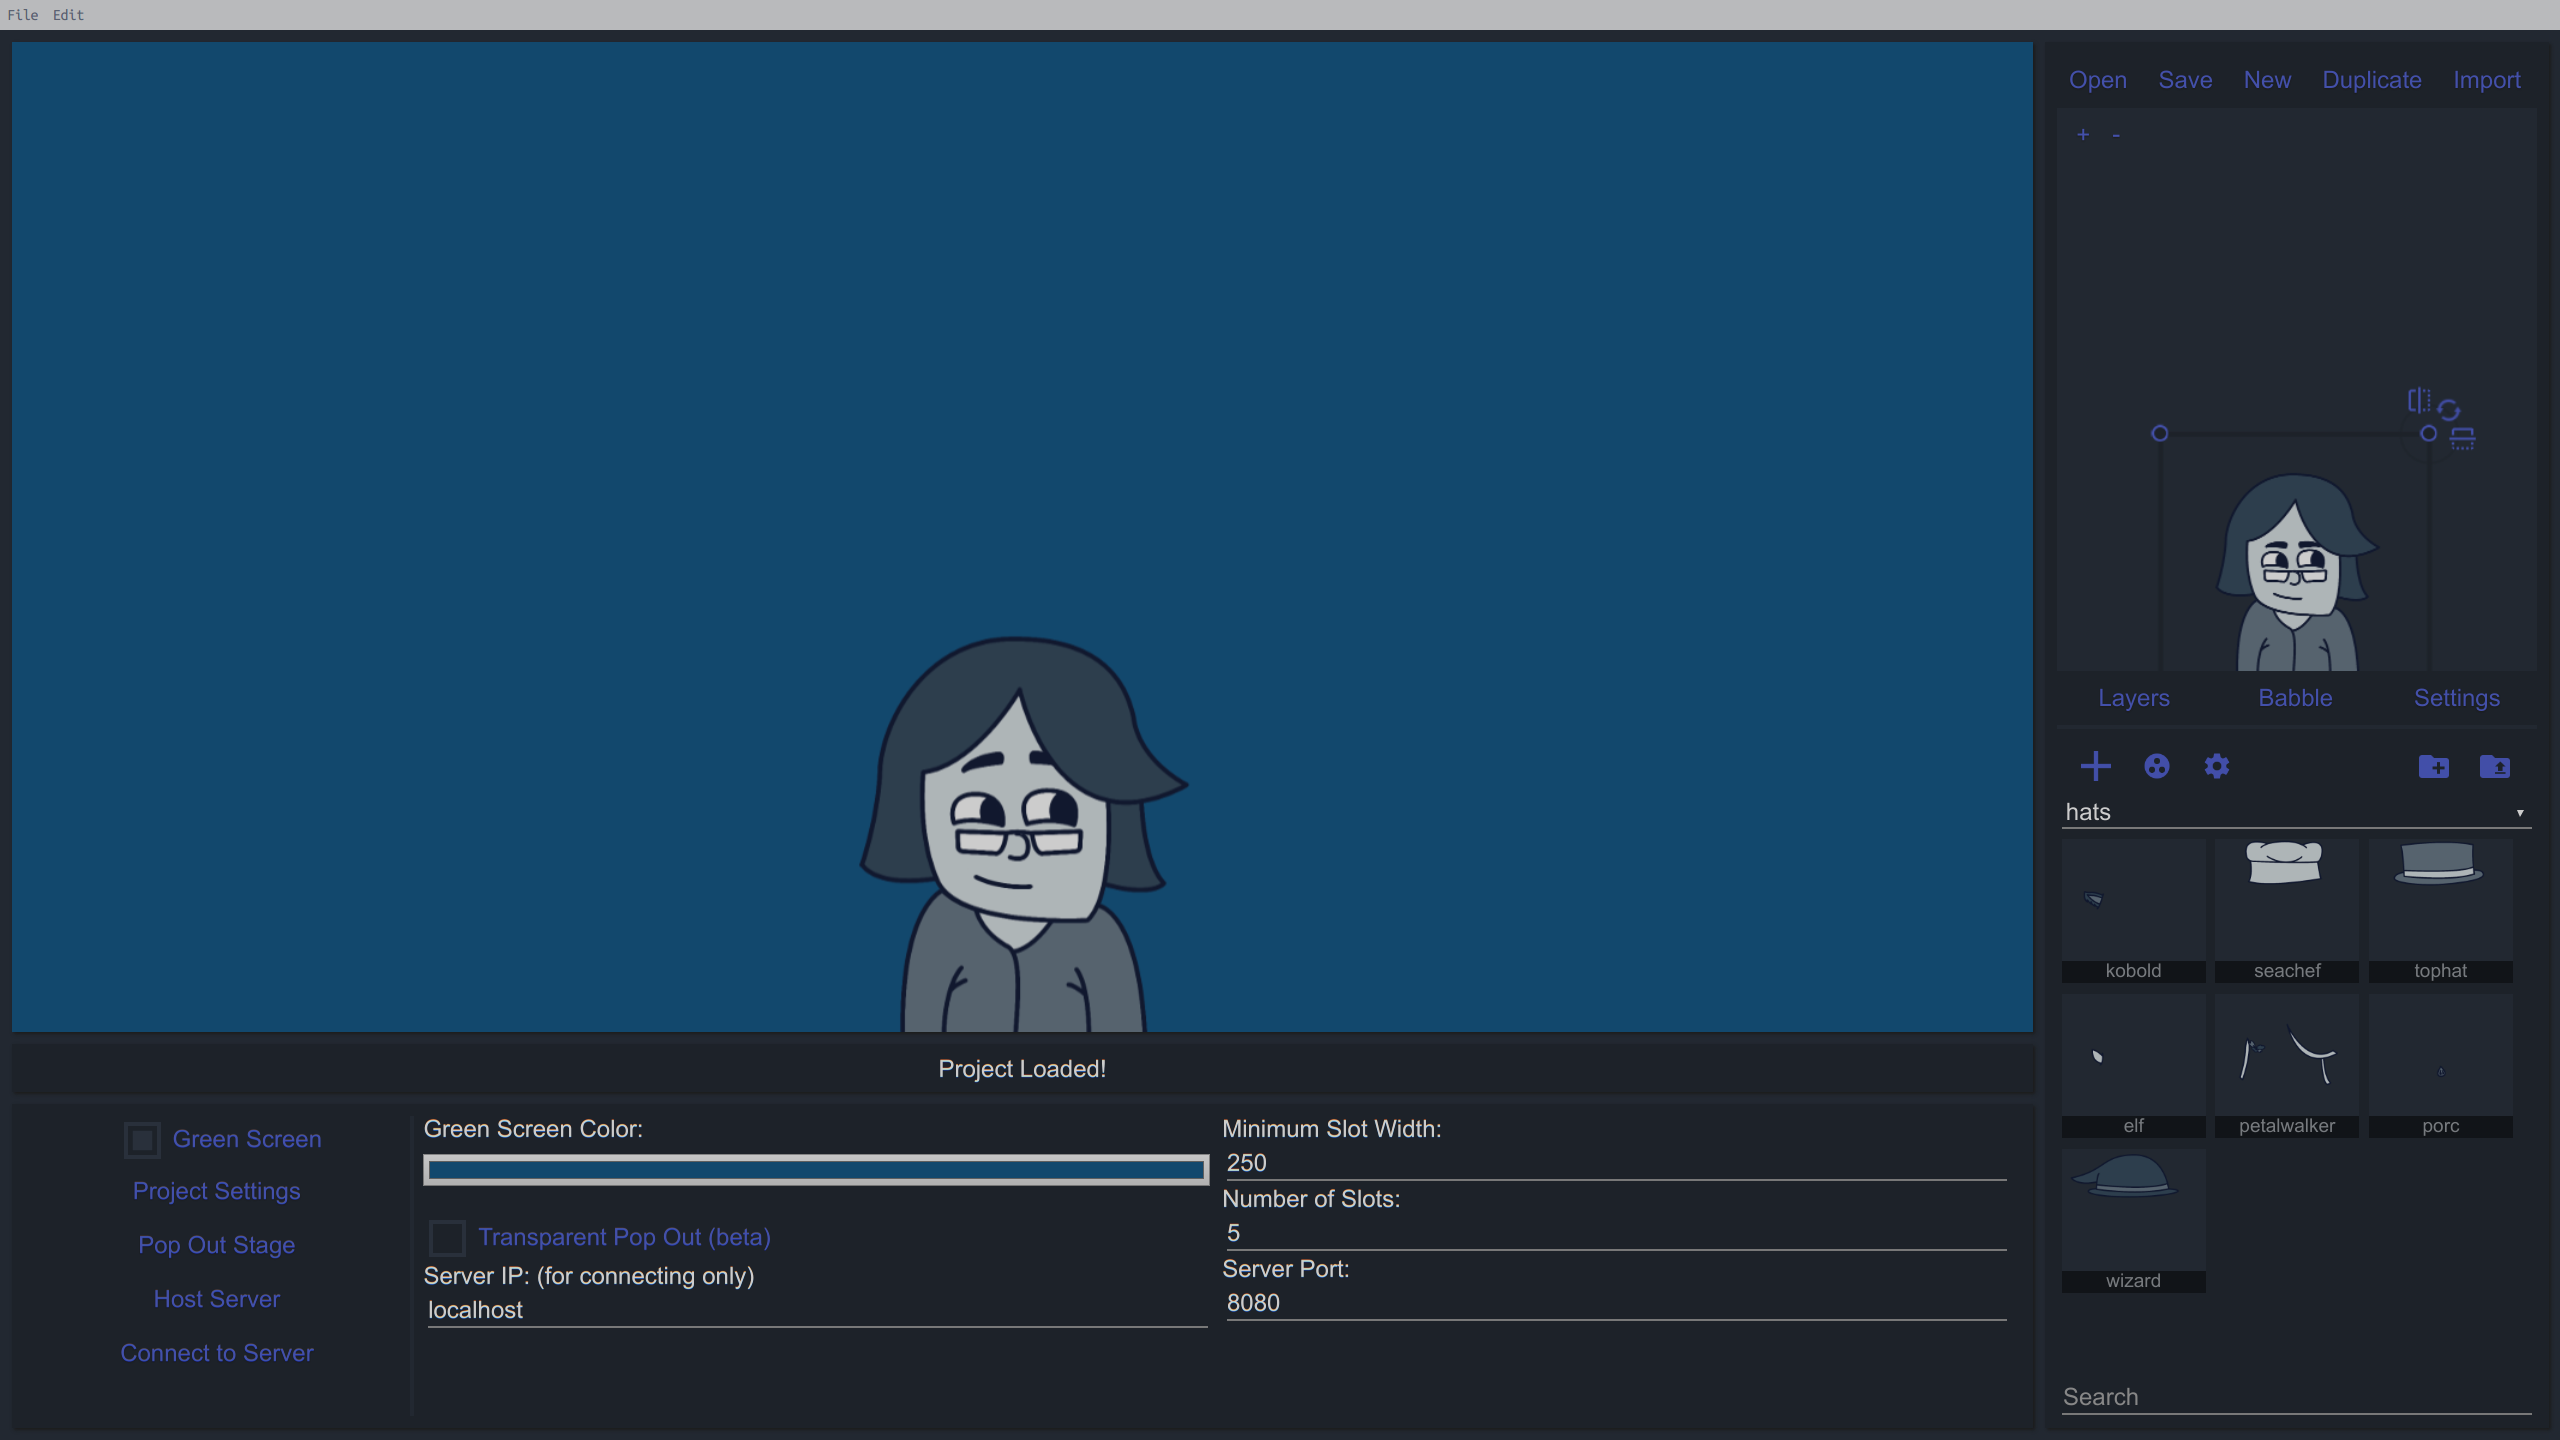 File Edit
Open Save New Duplicate Import
+ -
Layers Babble Settings
hats
kobold seachef tophat
elf petalwalker porc
wizard
Search
Project Loaded!
Green Screen
Project Settings
Pop Out Stage
Host Server
Connect to Server
Green Screen Color:
Transparent Pop Out (beta)
Server IP: (for connecting only)
localhost
Minimum Slot Width:
250
Number of Slots:
5
Server Port:
8080